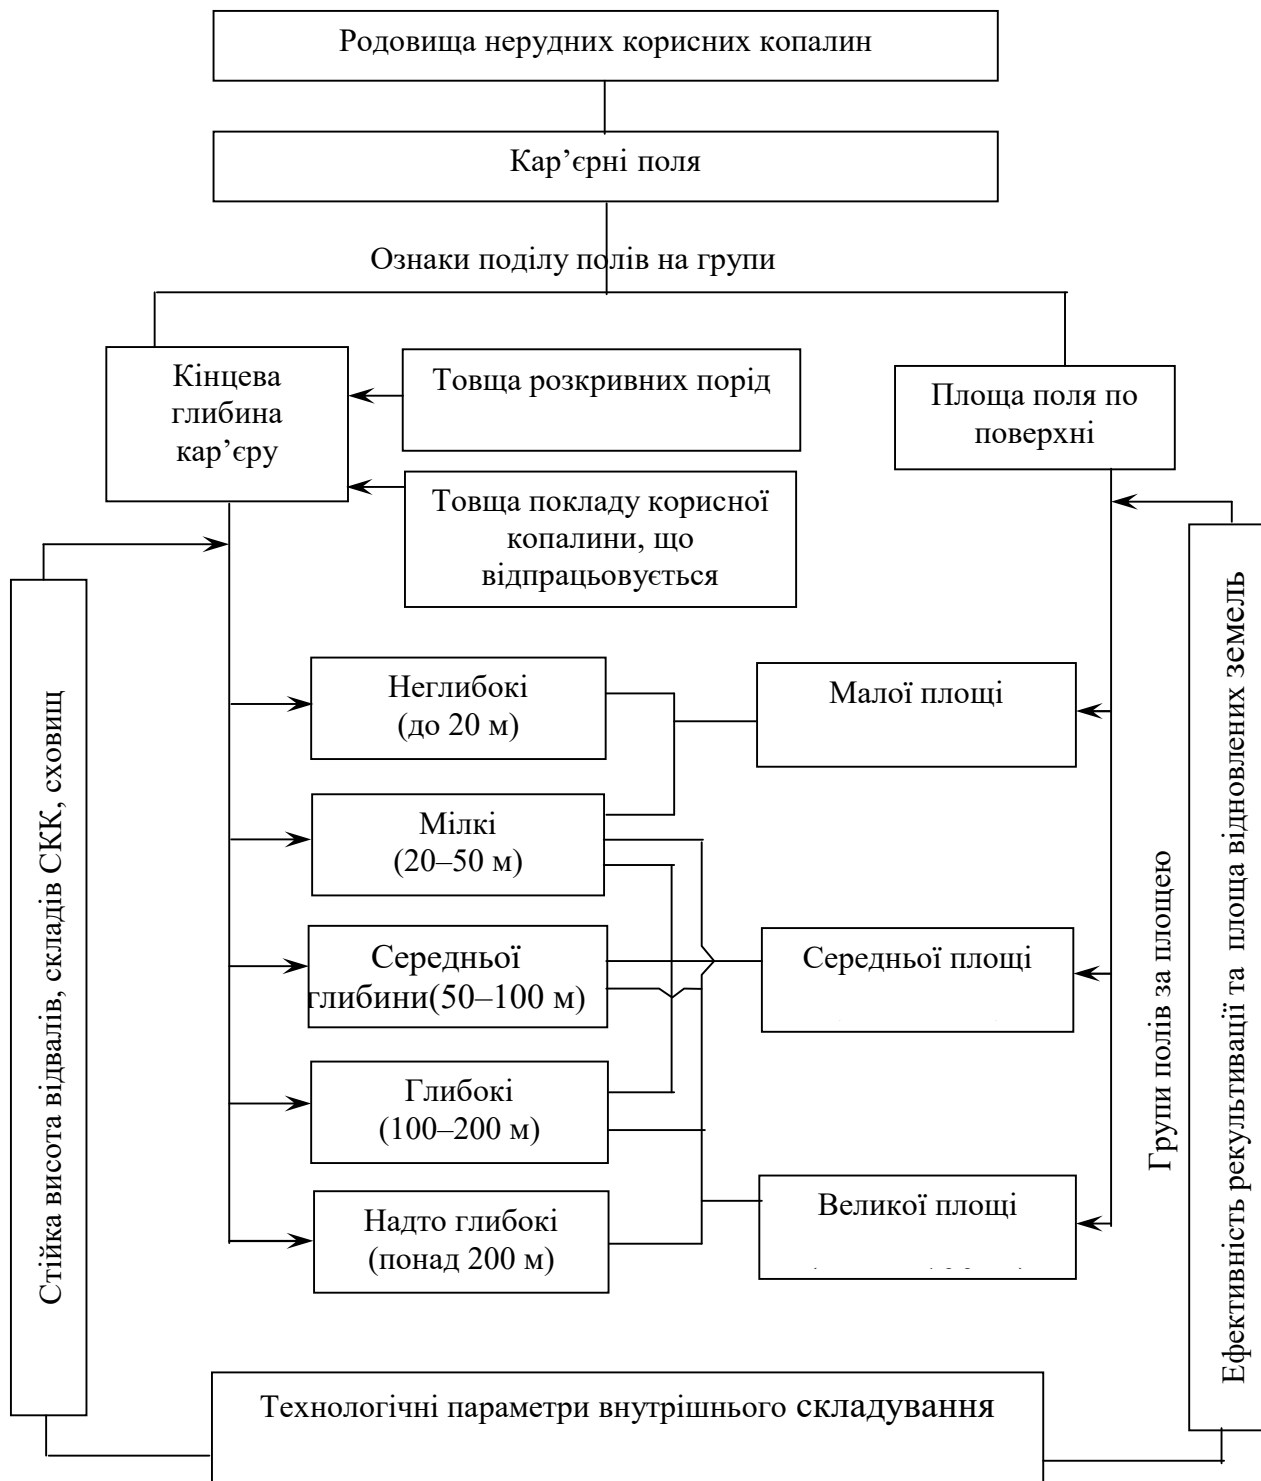 Родовища нерудних корисних копалин
Кар’єрні поля
Ознаки поділу полів на групи
Кінцева
глибина
кар’єру
Товща розкривних порід
Площа поля по
поверхні
Товща покладу корисної
копалини, що
відпрацьовується
Стійка висота відвалів, складів СКК, сховищ
Неглибокі
(до 20 м)
Малої площі
Мілкі
(20–50 м)
Середньої
глибини(50–100 м)
Середньої площі
Глибокі
(100–200 м)
Надто глибокі
(понад 200 м)
Великої площі
Групи полів за площею
Ефективність рекультивації та площа відновлених земель
Технологічні параметри внутрішнього складування